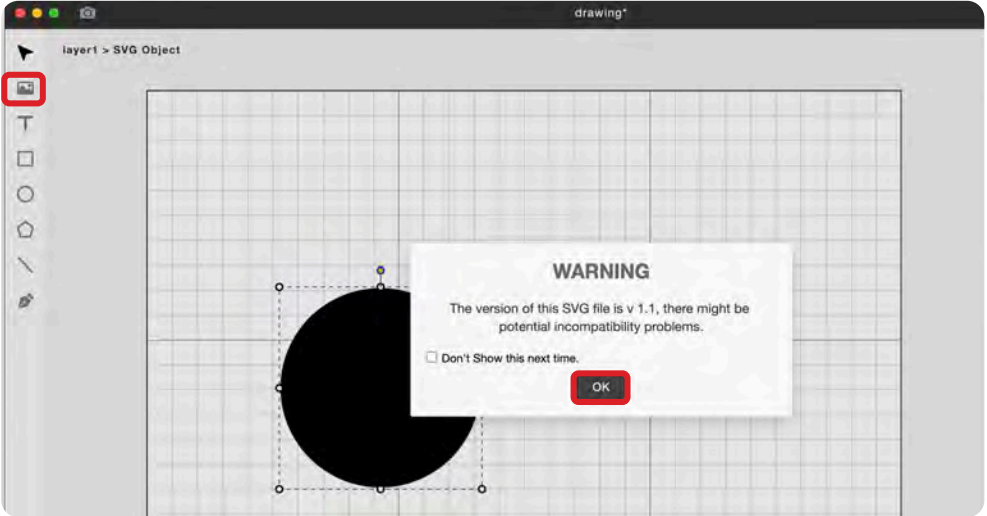 drawing*
layer1 > SVG Object
WARNING
The version of this SVG file is v 1.1, there might be
potential incompatibility problems.
Don't Show this next time.
OK